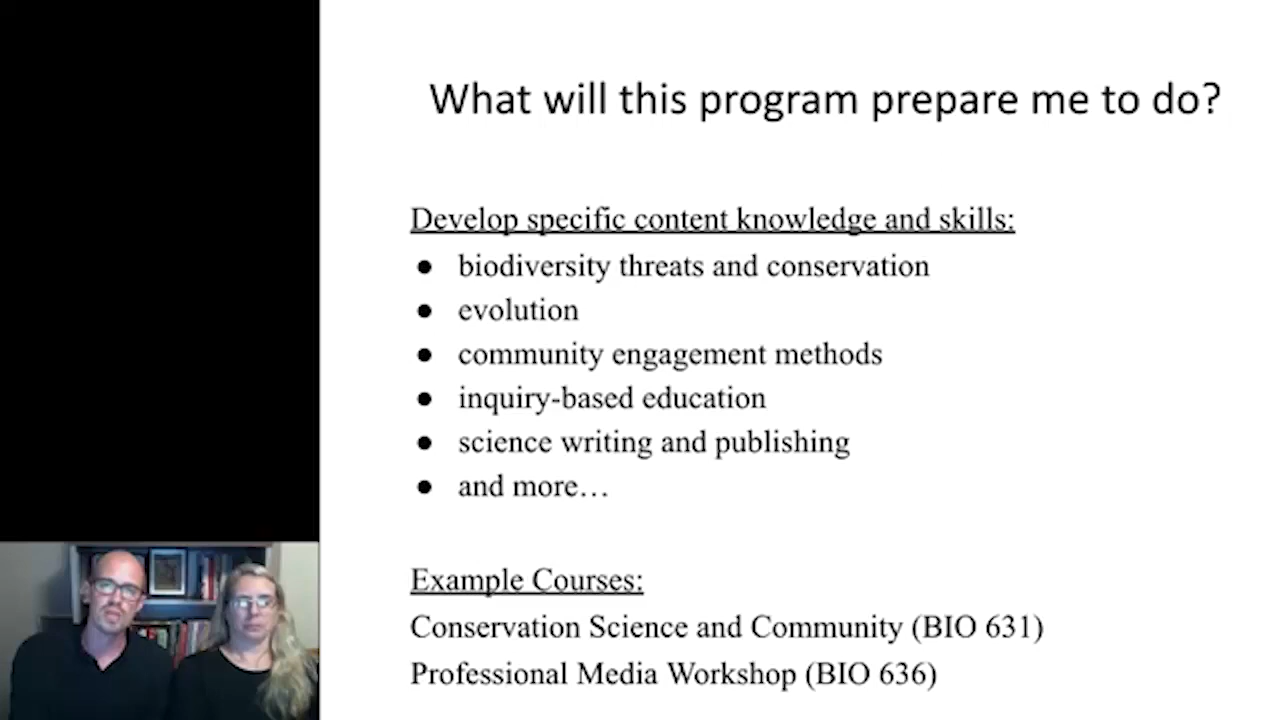 What will this program prepare me to do?
Develop specific content knowledge and skills:
● biodiversity threats and conservation
● evolution
● community engagement methods
● inquiry-based education
● science writing and publishing
● and more…
Example Courses:
Conservation Science and Community (BIO 631)
Professional Media Workshop (BIO 636)